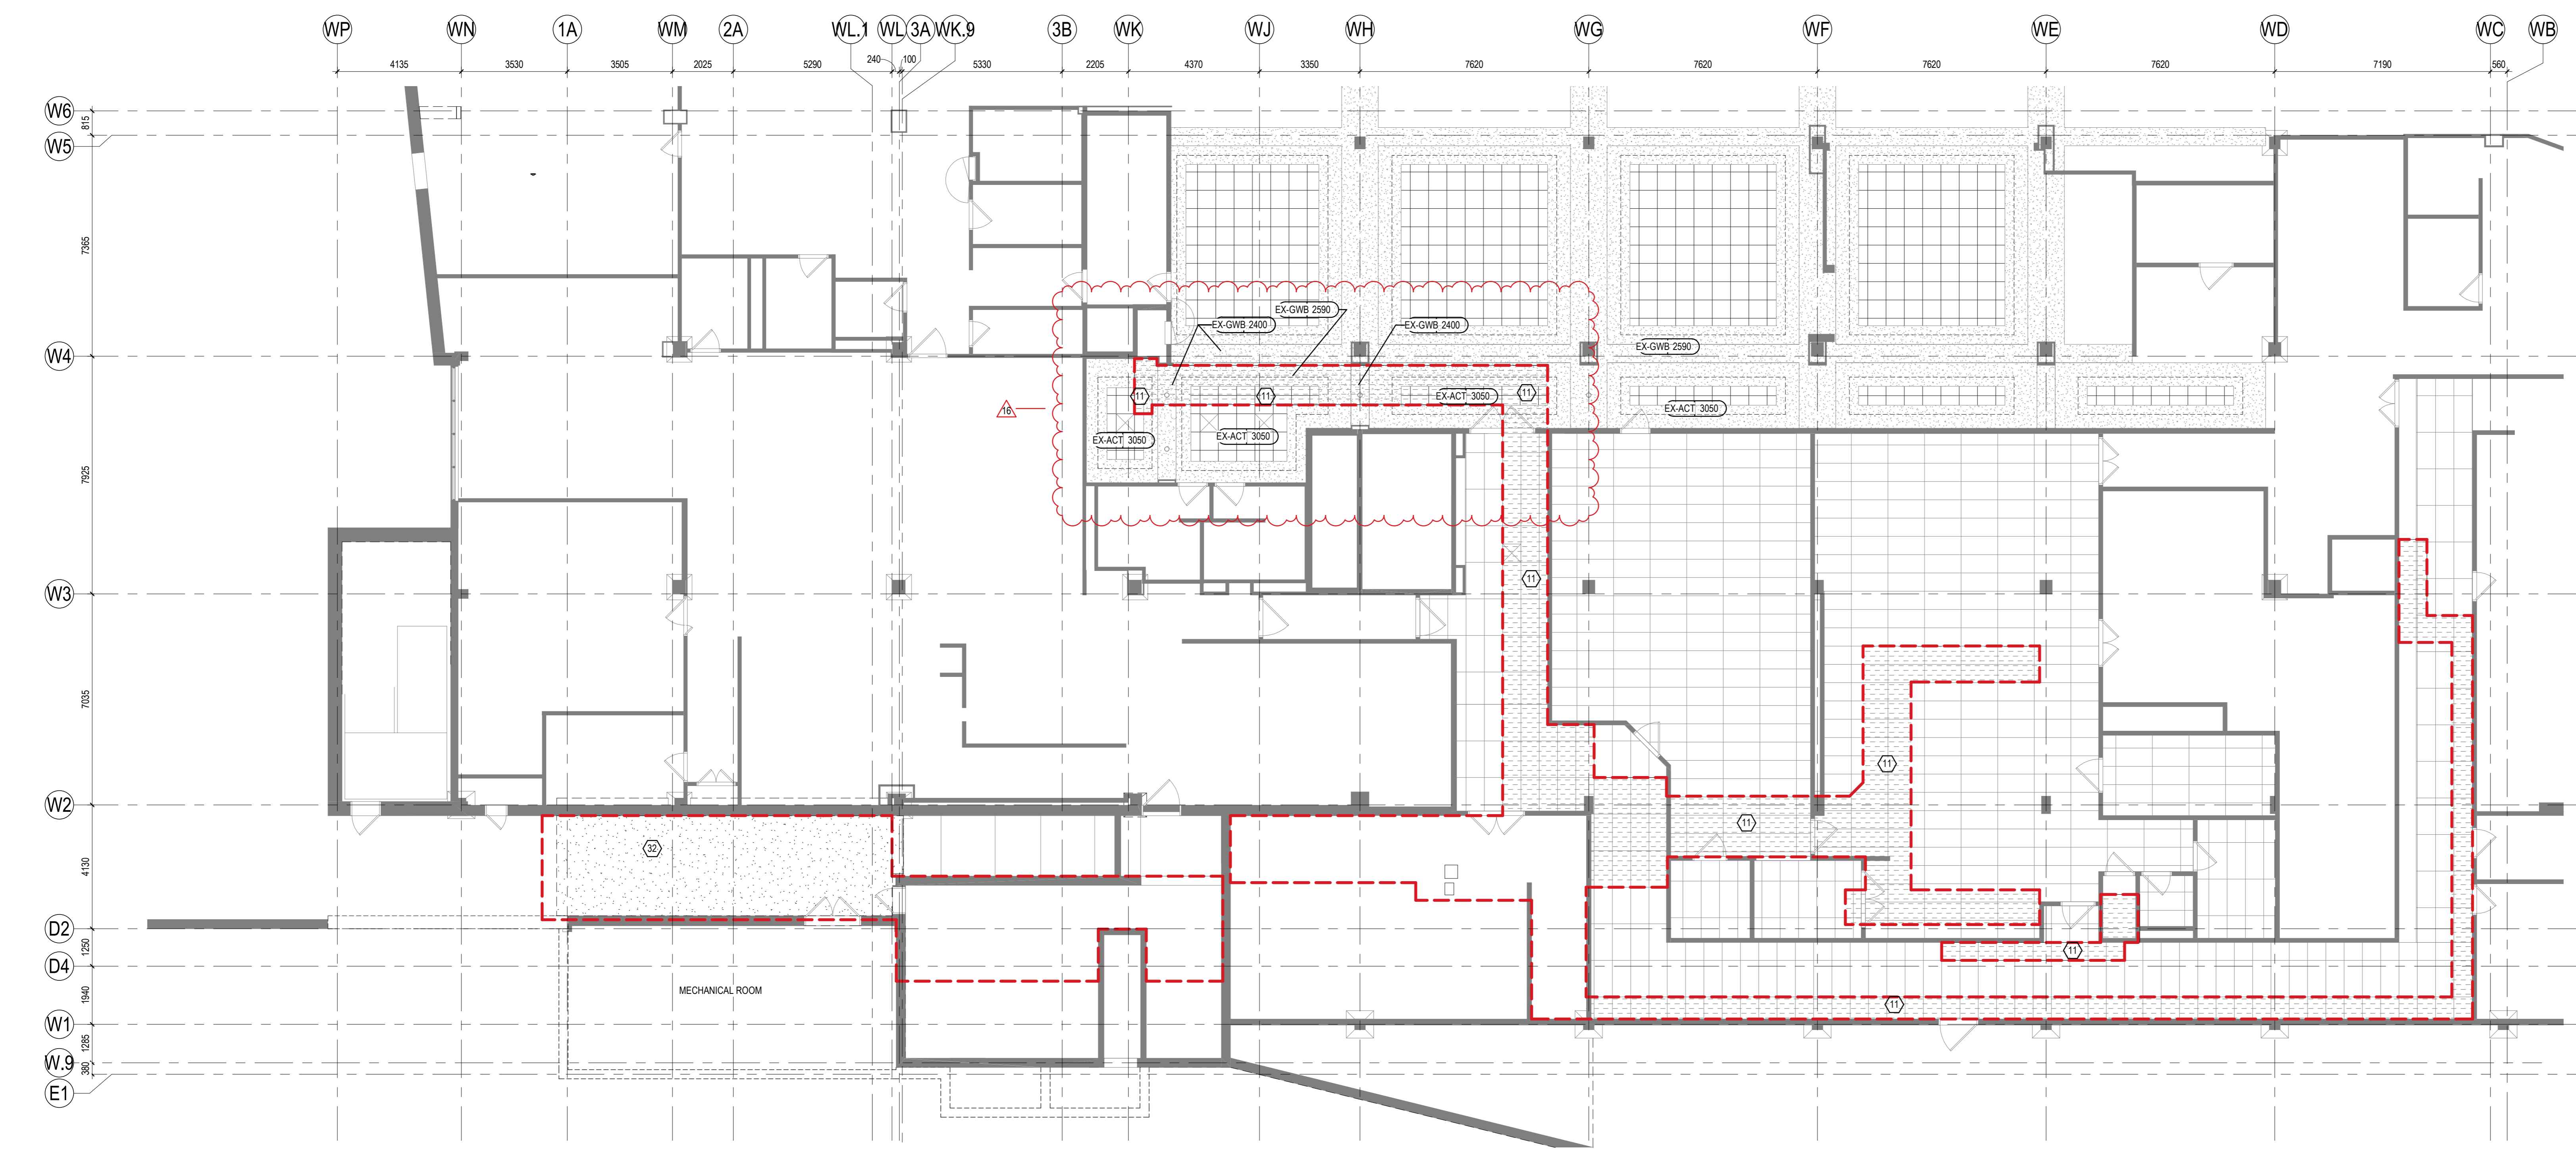 WP WN 1A WM 2A WL.1 WL 3A WK.9 3B WK WJ WH WG WF WE WD WC WB
4135 3530 3505 2025 5290 240 100 5330 2205 4370 3350 7620 7620 7620 7620 7190 560
W6
815
W5
7365
EX-GWB 2590
EX-GWB 2400 EX-GWB 2400
EX-GWB 2590
W4
11 11 11
EX-ACT 3050
16
EX-ACT 3050
EX-ACT 3050 EX-ACT 3050
7925
11
W3
7035
11
W2
11
32
4130
D2
1260
11
D4
1940
MECHANICAL ROOM
11
W1
1285
W.9
380
E1